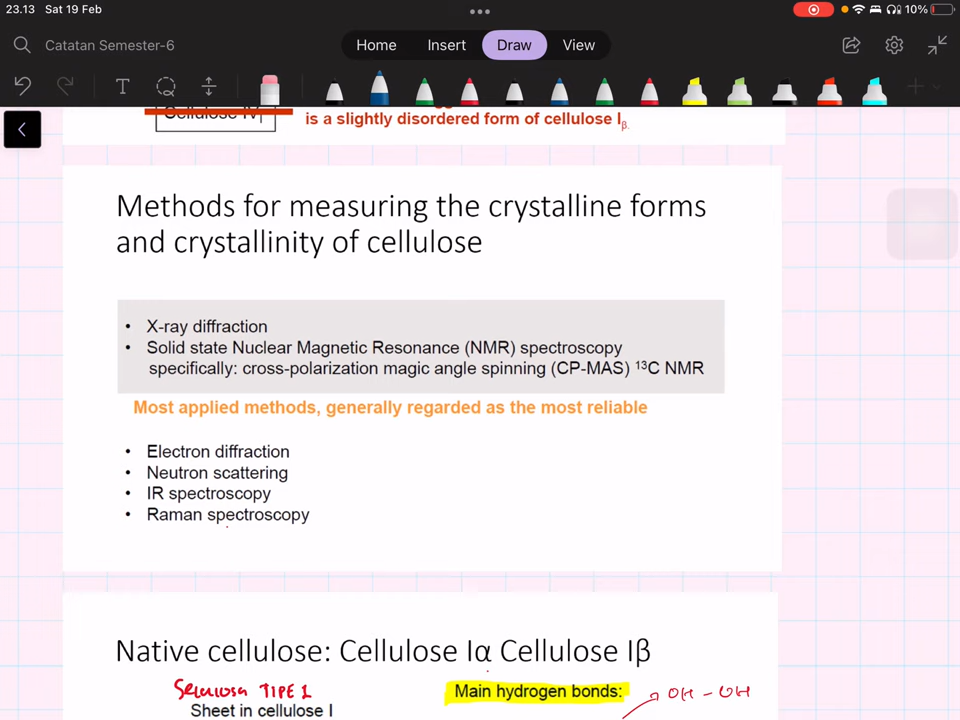 23.13 Sat 19 Feb
10%
Catatan Semester-6
Home Insert Draw View
Cellulose IV
is a slightly disordered form of cellulose Iβ.
Methods for measuring the crystalline forms
and crystallinity of cellulose
• X-ray diffraction
• Solid state Nuclear Magnetic Resonance (NMR) spectroscopy
specifically: cross-polarization magic angle spinning (CP-MAS) ¹³C NMR
Most applied methods, generally regarded as the most reliable
• Electron diffraction
• Neutron scattering
• IR spectroscopy
• Raman spectroscopy
Native cellulose: Cellulose Iα Cellulose Iβ
Selulosa TIPE 1
Main hydrogen bonds:
OH - OH
Sheet in cellulose I